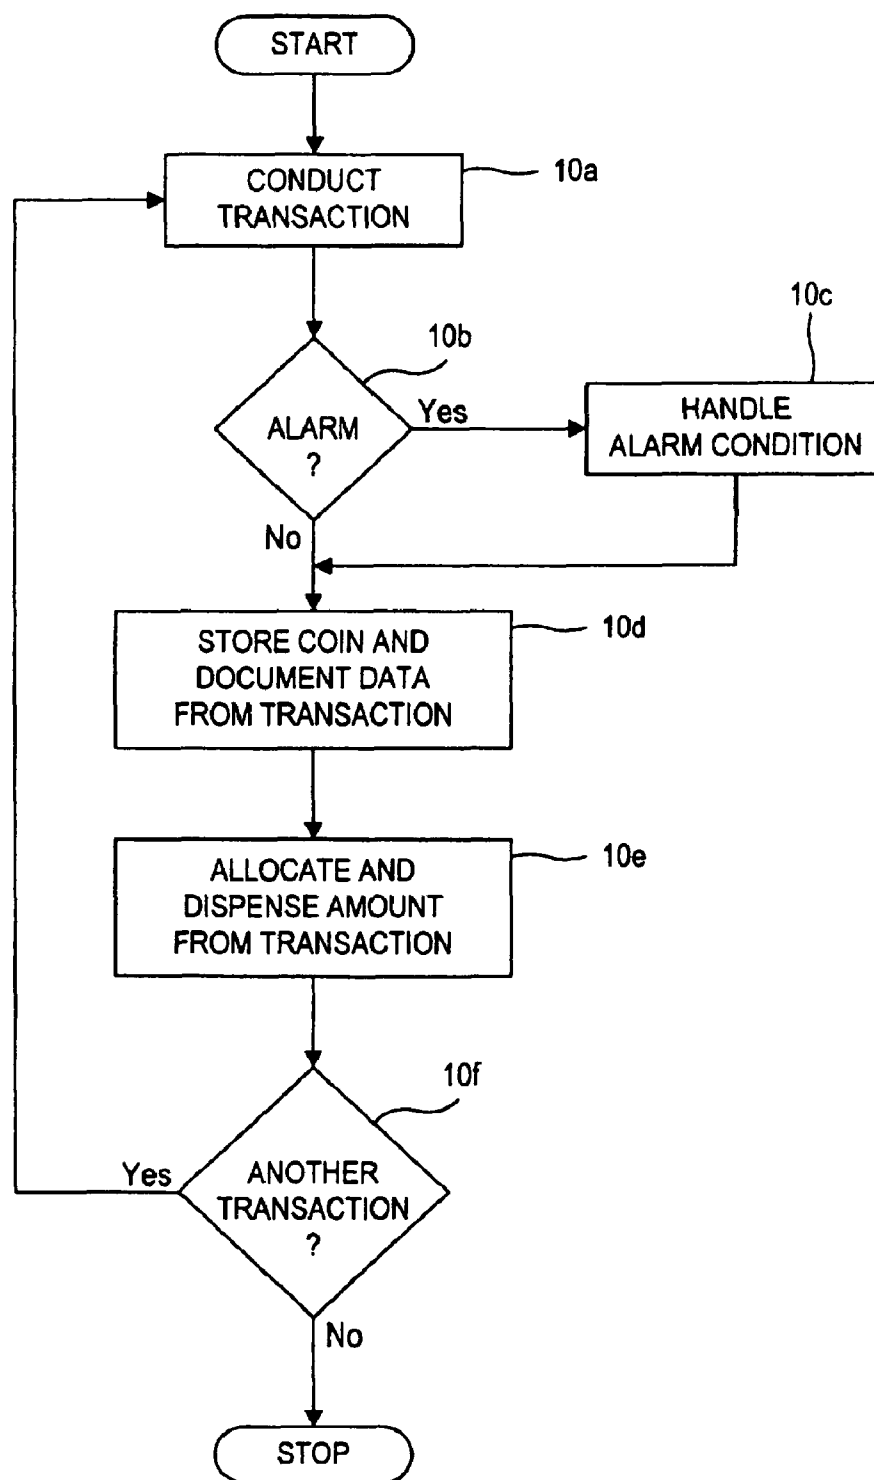 START
CONDUCT
TRANSACTION
10a
10b
ALARM
?
Yes
No
10c
HANDLE
ALARM CONDITION
STORE COIN AND
DOCUMENT DATA
FROM TRANSACTION
10d
ALLOCATE AND
DISPENSE AMOUNT
FROM TRANSACTION
10e
10f
Yes
ANOTHER
TRANSACTION
?
No
STOP